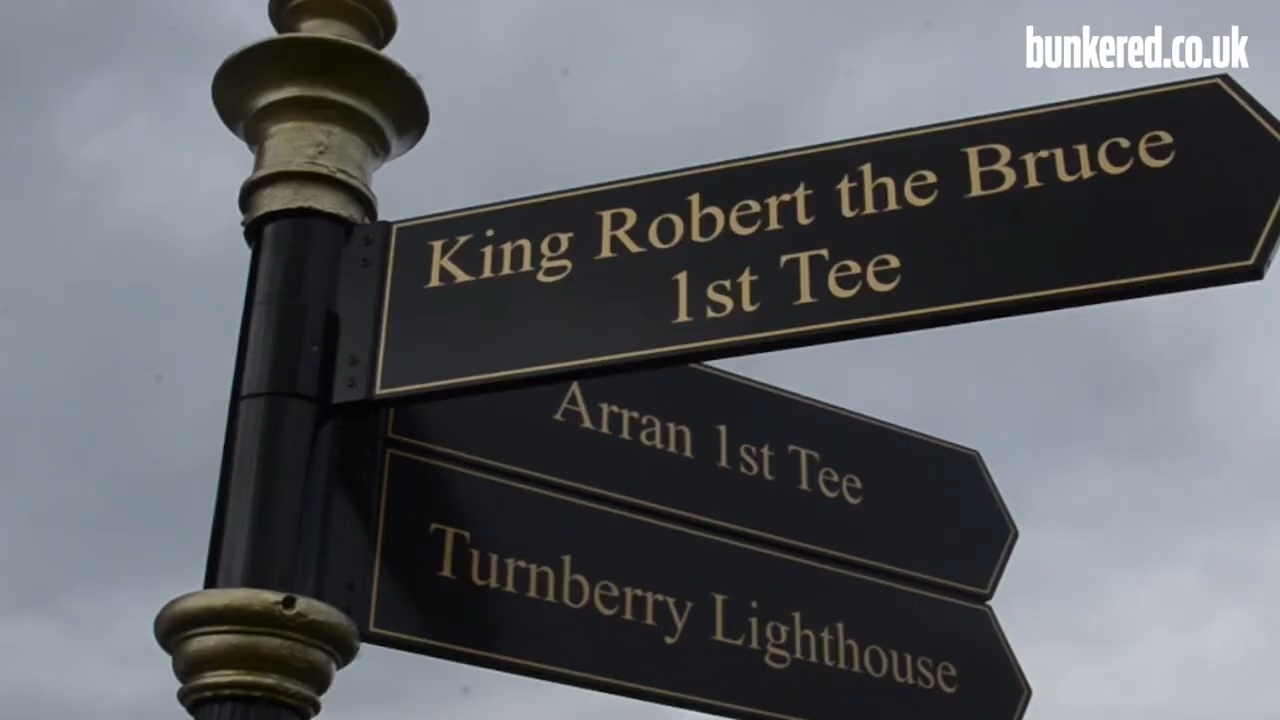 bunkered.co.uk
King Robert the Bruce
1st Tee
Arran 1st Tee
Turnberry Lighthouse